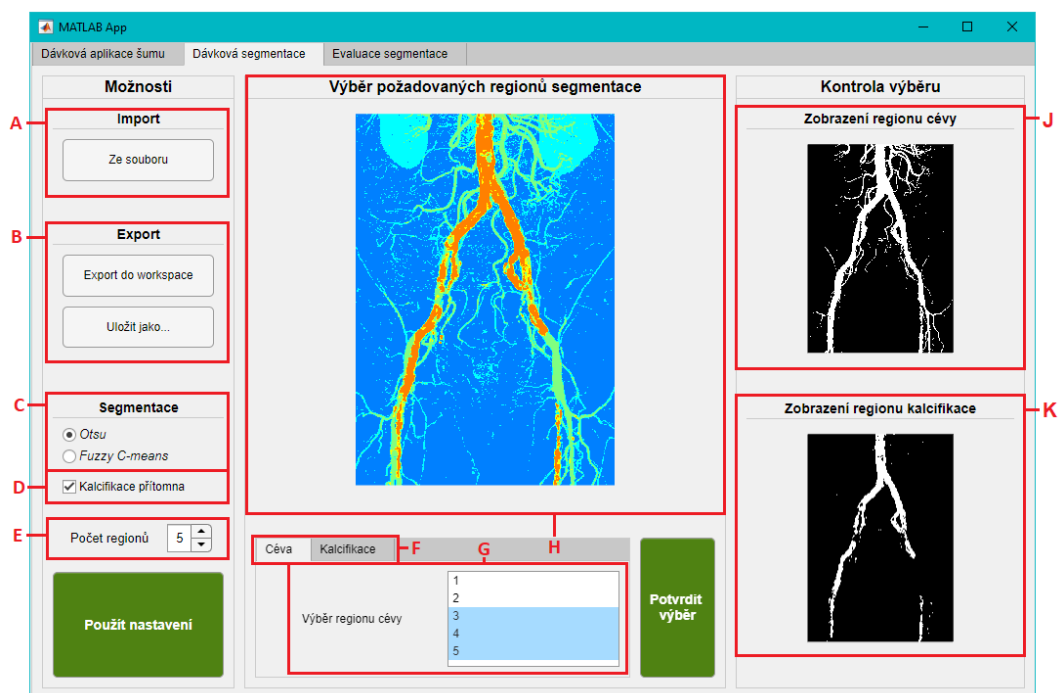 MATLAB App
Dávková aplikace šumu
Dávková segmentace
Evaluace segmentace
Možnosti
A
Import
Ze souboru
B
Export
Export do workspace
Uložit jako...
C
Segmentace
Otsu
Fuzzy C-means
D
Kalcifikace přítomna
E
Počet regionů 5
Použít nastavení
Výběr požadovaných regionů segmentace
H
Céva
Kalcifikace
F
G
Výběr regionu cévy
1
2
3
4
5
Potvrdit
výběr
Kontrola výběru
Zobrazení regionu cévy
J
Zobrazení regionu kalcifikace
K